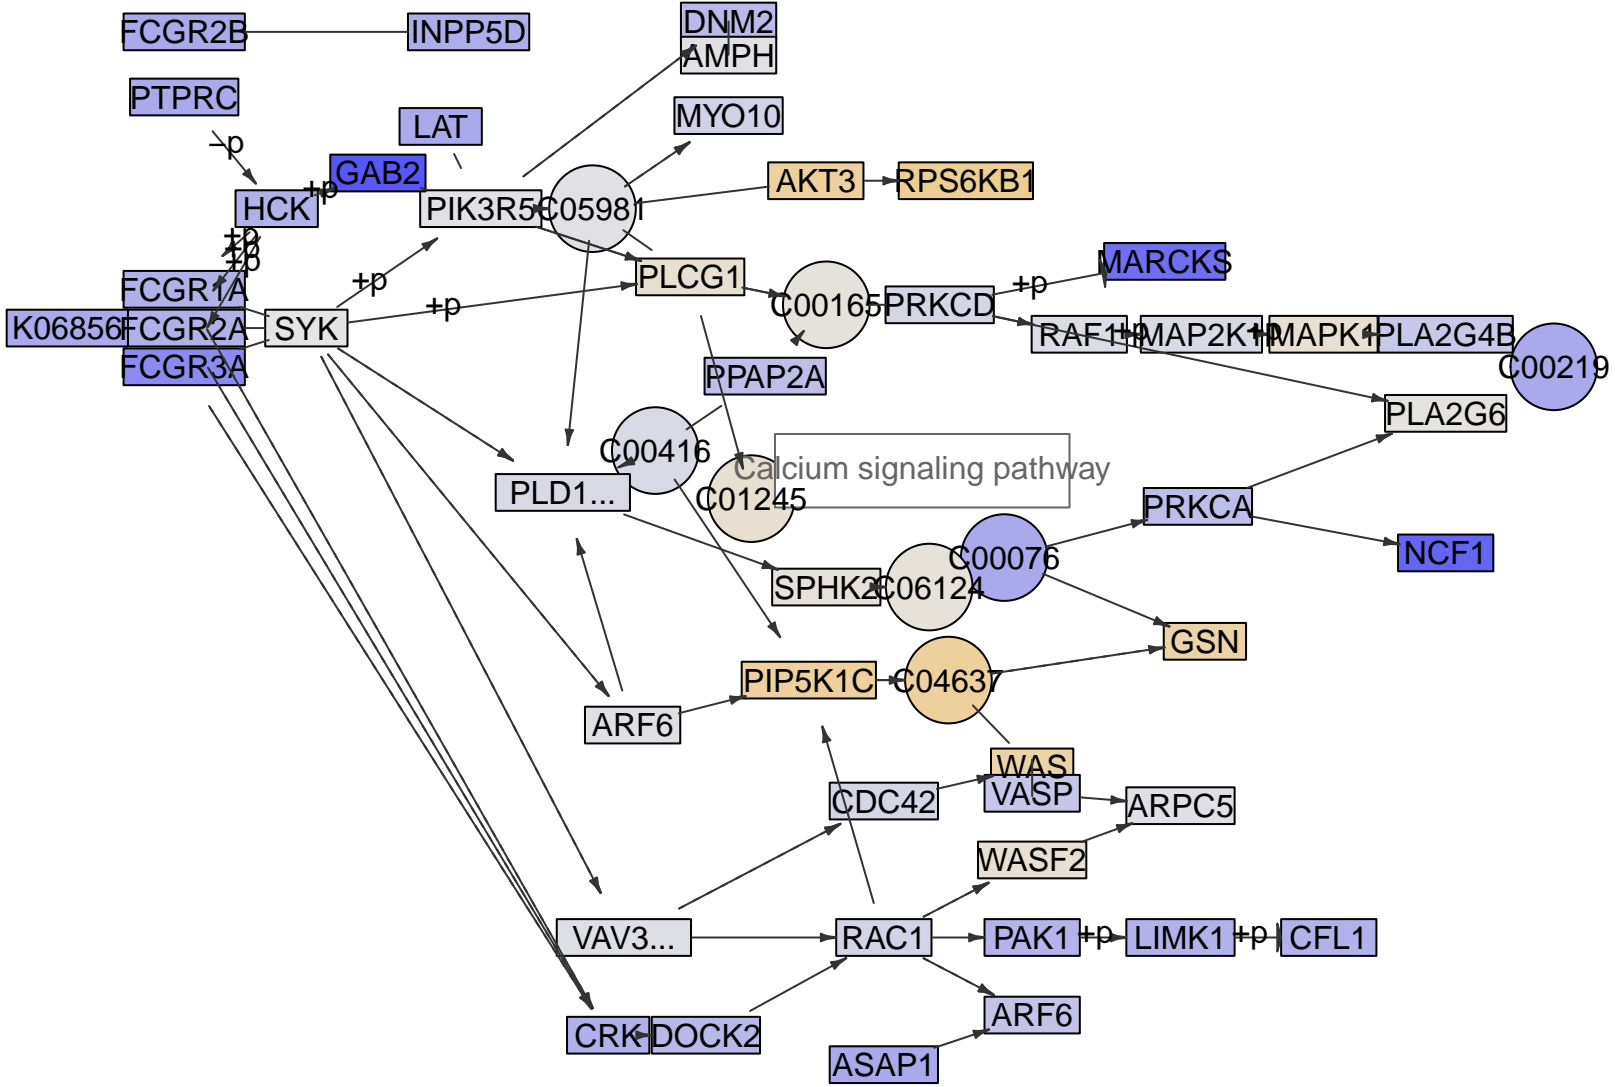 FCGR2B
INPP5D
DNM2
AMPH
PTPRC
LAT
MYO10
–p
GAB2
+p
HCK
PIK3R5
C05981
AKT3
RPS6KB1
+p
+p
+p
FCGR1A
+p
PLCG1
C00165
PRKCD
+p
MARCKS
K06856
FCGR2A
SYK
+p
RAF1
+p
MAP2K1
+p
MAPK1
PLA2G4B
C00219
FCGR3A
PPAP2A
PLA2G6
C00416
Calcium signaling pathway
PLD1...
C01245
PRKCA
NCF1
SPHK2
C06124
C00076
GSN
PIP5K1C
C04637
ARF6
WAS
VASP
CDC42
ARPC5
WASF2
VAV3...
RAC1
PAK1
+p
LIMK1
+p
CFL1
CRK
DOCK2
ARF6
ASAP1